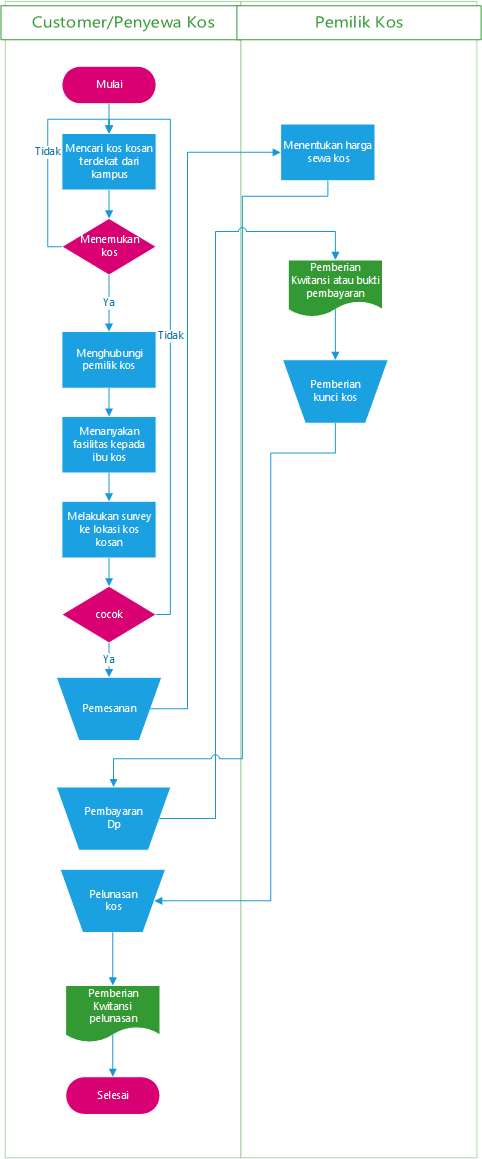 Customer/Penyewa Kos
Pemilik Kos
Mulai
Tidak
Mencari kos kosan
terdekat dari
kampus
Menentukan harga
sewa kos
Menemukan
kos
Pemberian
Kwitansi atau bukti
pembayaran
Ya
Tidak
Menghubungi
pemilik kos
Pemberian
kunci kos
Menanyakan
fasilitas kepada
ibu kos
Melakukan survey
ke lokasi kos
kosan
cocok
Ya
Pemesanan
Pembayaran
Dp
Pelunasan
kos
Pemberian
Kwitansi
pelunasan
Selesai